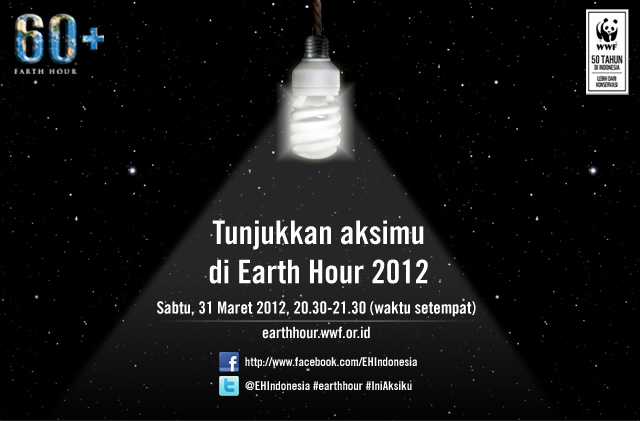 60+
EARTH HOUR
WWF
50 TAHUN
DI INDONESIA
LEBIH DARI
KONSERVASI
Tunjukkan aksimu
di Earth Hour 2012
Sabtu, 31 Maret 2012, 20.30-21.30 (waktu setempat)
earthhour.wwf.or.id
http://www.facebook.com/EHIndonesia
@EHIndonesia #earthhour #IniAksiku